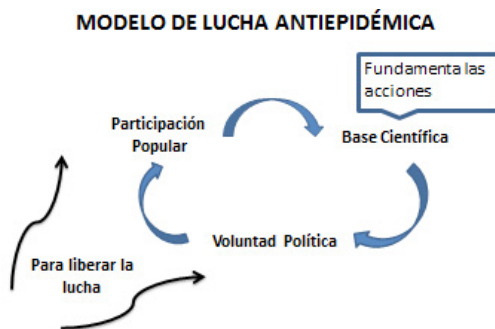 MODELO DE LUCHA ANTIEPIDÉMICA
Fundamenta las
acciones
Participación
Popular
Base Científica
Voluntad Política
Para liberar la
lucha